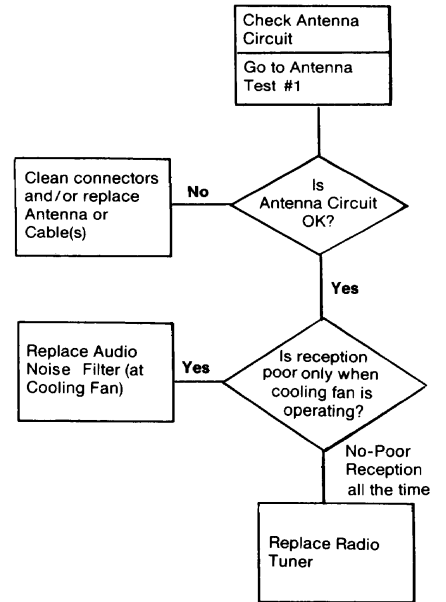 Check Antenna
Circuit
Go to Antenna
Test #1
Clean connectors
and/or replace
Antenna or
Cable(s)
No
Is
Antenna Circuit
OK?
Yes
Replace Audio
Noise Filter (at
Cooling Fan)
Yes
Is reception
poor only when
cooling fan is
operating?
No-Poor
Reception
all the time
Replace Radio
Tuner